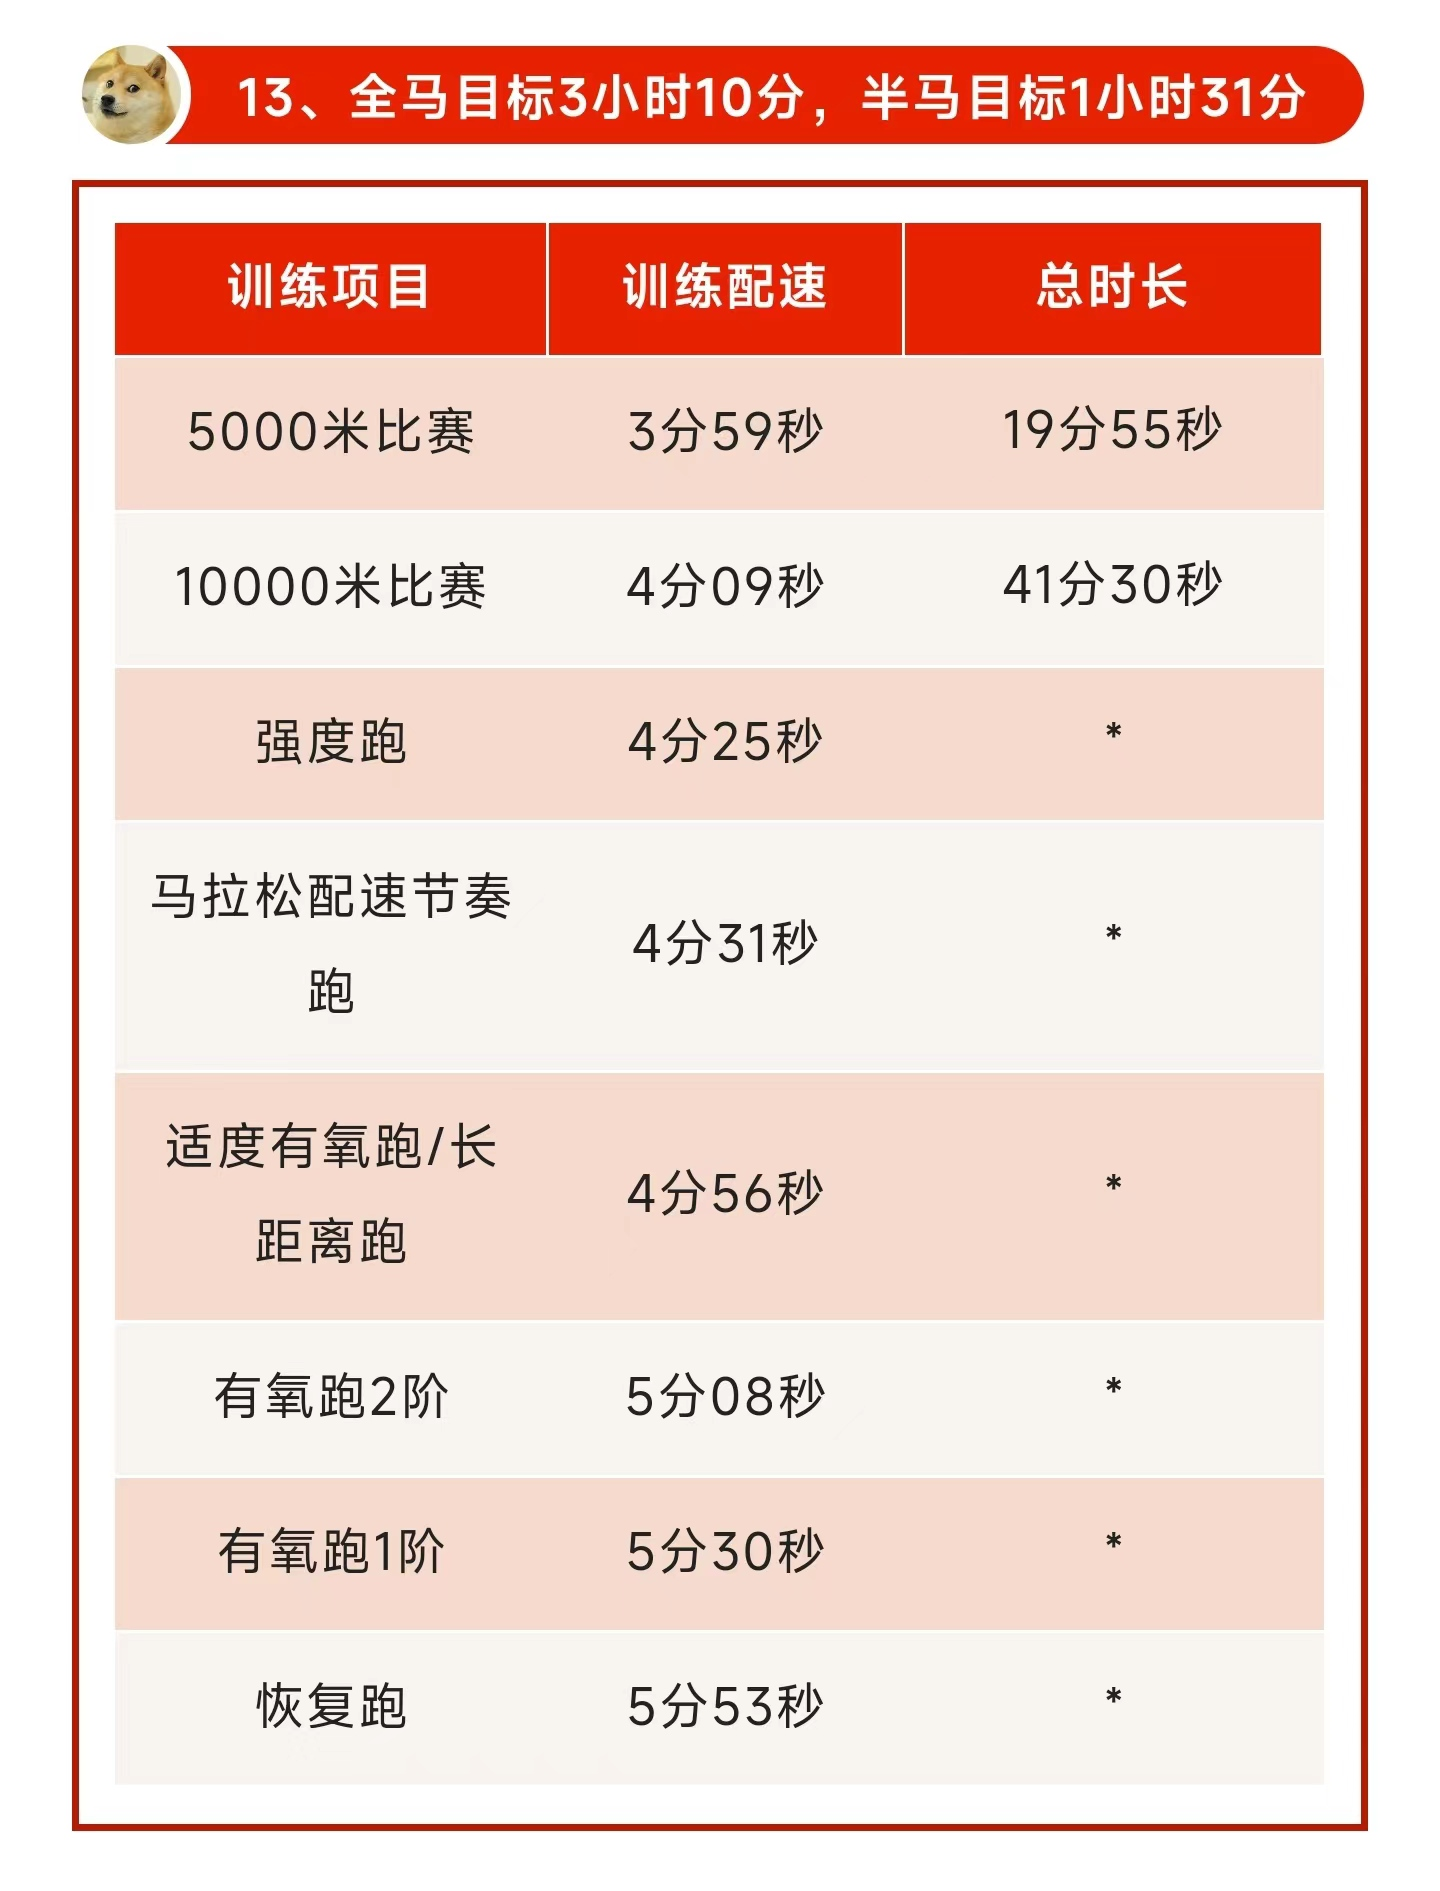 13、全马目标3小时10分，半马目标1小时31分
训练项目 训练配速 总时长
5000米比赛 3分59秒 19分55秒
10000米比赛 4分09秒 41分30秒
强度跑 4分25秒 *
马拉松配速节奏
跑
4分31秒 *
适度有氧跑/长
距离跑
4分56秒 *
有氧跑2阶 5分08秒 *
有氧跑1阶 5分30秒 *
恢复跑 5分53秒 *